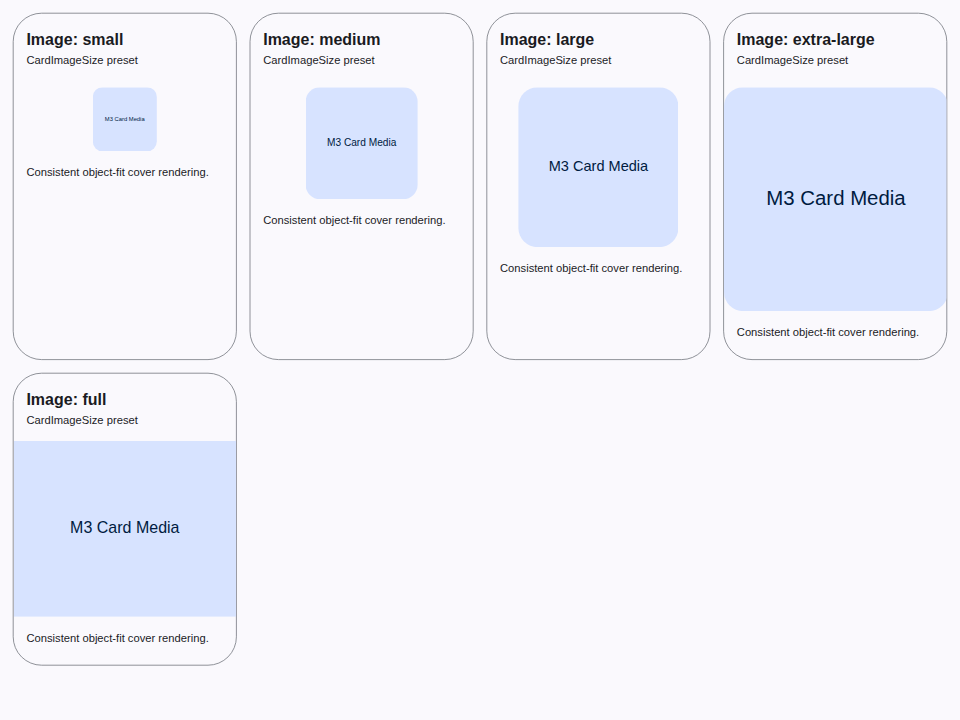 Image: small
CardImageSize preset
M3 Card Media
Consistent object-fit cover rendering.
Image: medium
CardImageSize preset
M3 Card Media
Consistent object-fit cover rendering.
Image: large
CardImageSize preset
M3 Card Media
Consistent object-fit cover rendering.
Image: extra-large
CardImageSize preset
M3 Card Media
Consistent object-fit cover rendering.
Image: full
CardImageSize preset
M3 Card Media
Consistent object-fit cover rendering.